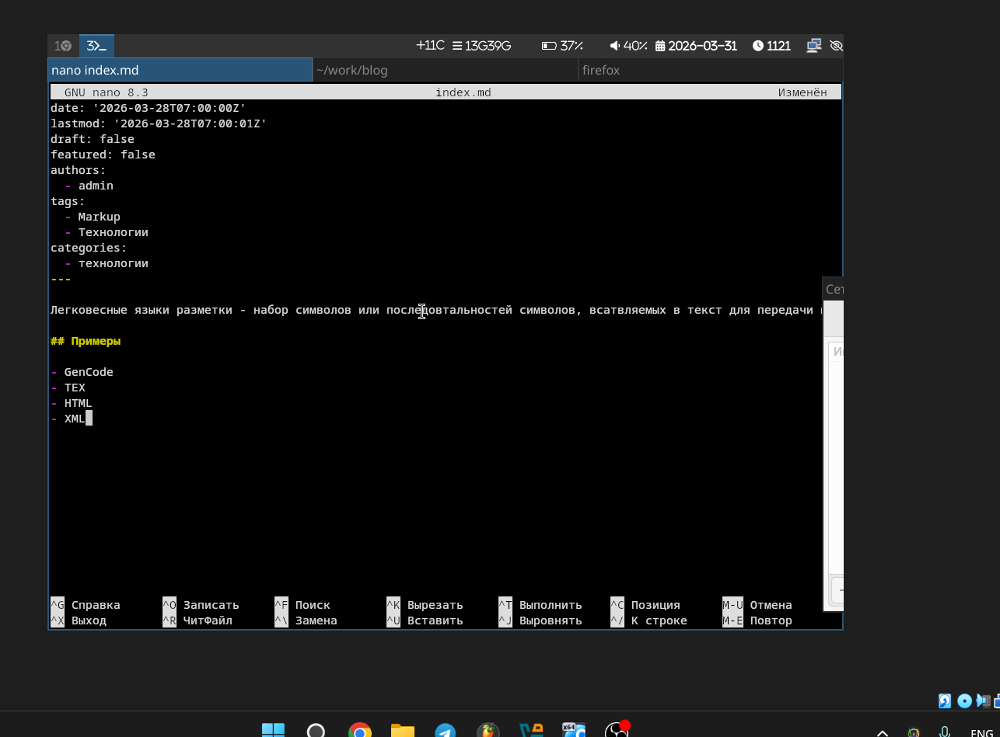 1
3
+11C 13G39G 37% 40% 2026-03-31 1121
nano index.md ~/work/blog firefox
GNU nano 8.3 index.md Изменён
date: '2026-03-28T07:00:00Z'
lastmod: '2026-03-28T07:00:01Z'
draft: false
featured: false
authors:
- admin
tags:
- Markup
- Технологии
categories:
- технологии
---
Легковесные языки разметки - набор символов или последовтальностей символов, всатвляемых в текст для передачи
## Примеры
- GenCode
- TEX
- HTML
- XML
^G Справка ^O Записать ^F Поиск ^K Вырезать ^T Выполнить ^C Позиция M-U Отмена
^X Выход ^R ЧитФайл ^\ Замена ^U Вставить ^J Выровнять ^/ К строке M-E Повтор
x64
ENG